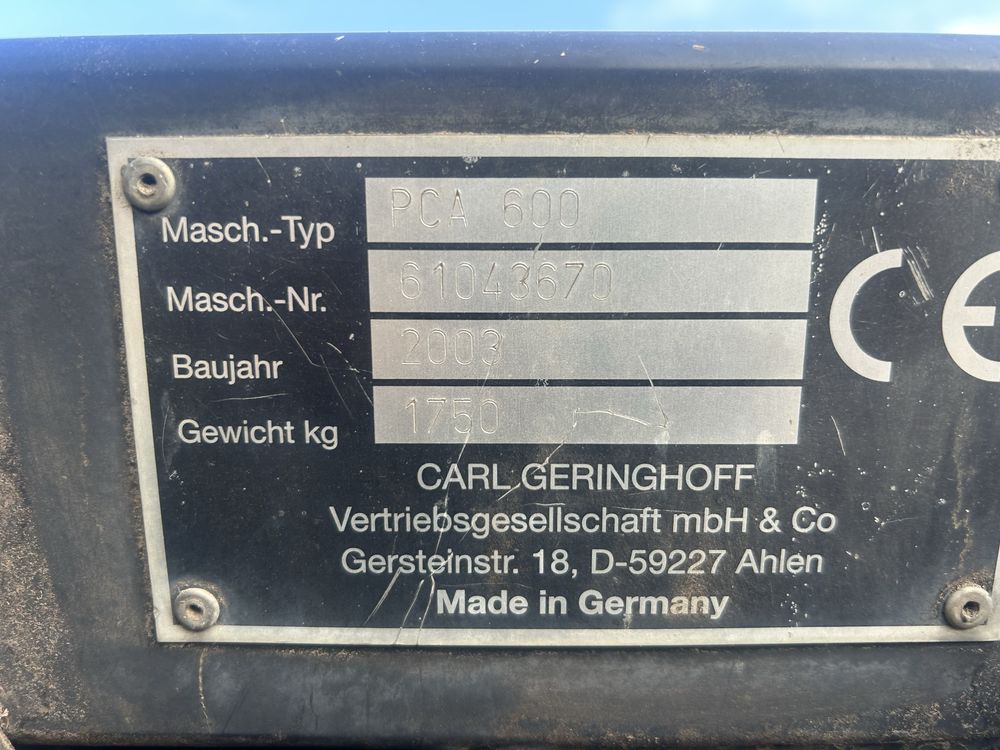 Masch.-Typ PCA 600
Masch.-Nr. 61043670
Baujahr 2003
Gewicht kg 1750
CE
CARL GERINGHOFF
Vertriebsgesellschaft mbH & Co
Gersteinstr. 18, D-59227 Ahlen
Made in Germany